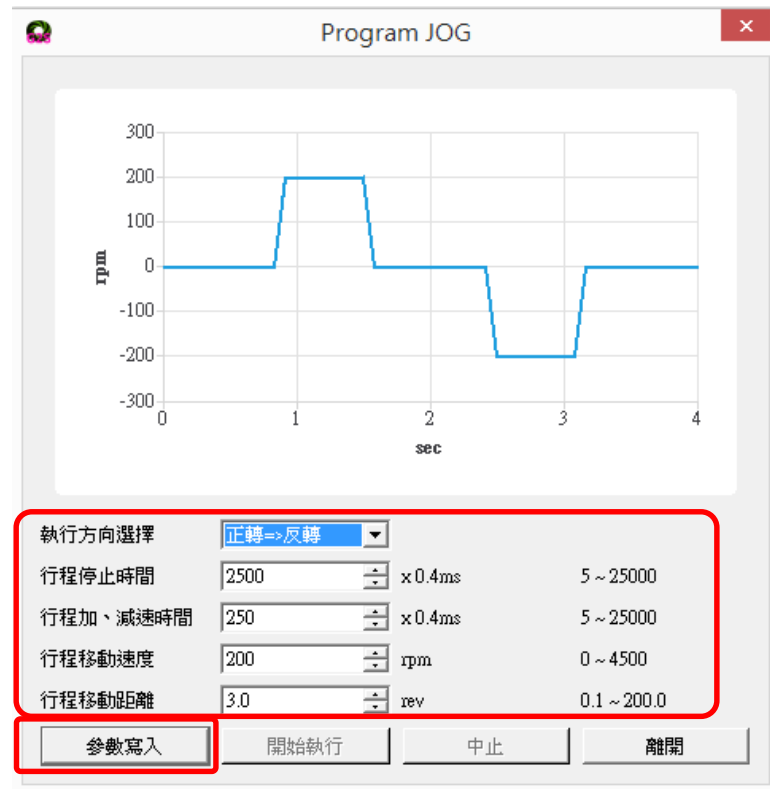 Program JOG
×
300
200
100
0
-100
-200
-300
rpm
0 1 2 3 4
sec
執行方向選擇 正轉=>反轉
行程停止時間 2500 x 0.4ms 5 ~ 25000
行程加、減速時間 250 x 0.4ms 5 ~ 25000
行程移動速度 200 rpm 0 ~ 4500
行程移動距離 3.0 rev 0.1 ~ 200.0
參數寫入 開始執行 中止 離開